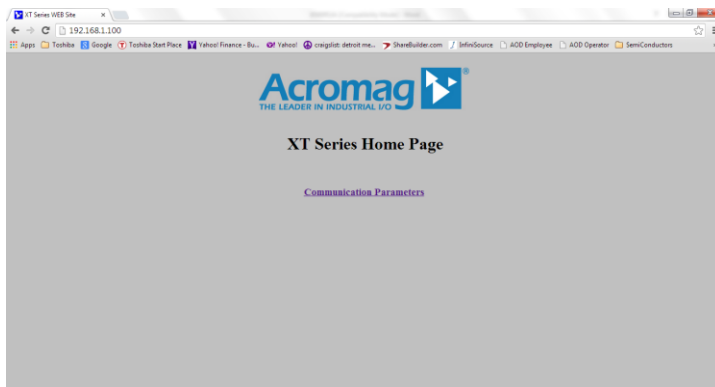 XT Series WEB Site
192.168.1.100
Apps Toshiba Google Toshiba Start Place Yahoo! Finance - Bu... Yahoo! craigslist: detroit me... ShareBuilder.com InfiniSource AOD Employee AOD Operator SemiConductors
Acromag
THE LEADER IN INDUSTRIAL I/O
®
XT Series Home Page
Communication Parameters